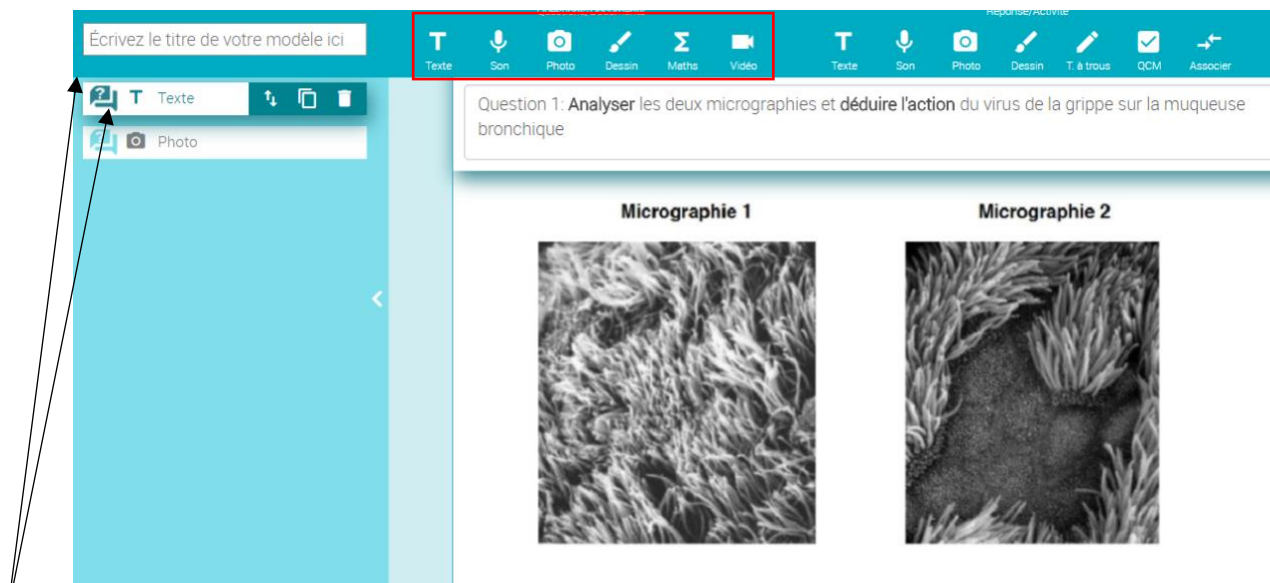 Réponse/Activité
Écrivez le titre de votre modèle ici
Texte Son Photo Dessin Maths Vidéo Texte Son Photo Dessin T. à trous QCM Associer
Texte
Photo
Question 1: Analyser les deux micrographies et déduire l'action du virus de la grippe sur la muqueuse
bronchique
Micrographie 1 Micrographie 2